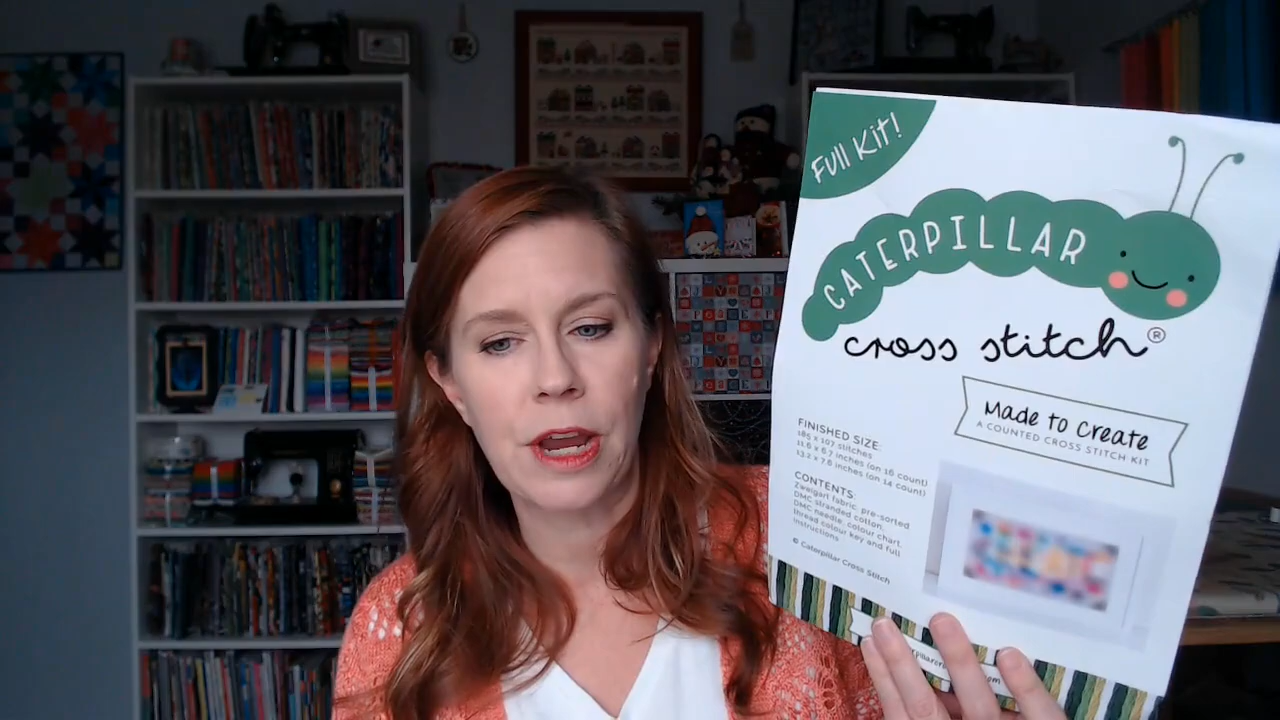 Full Kit!
CATERPILLAR
cross stitch®
Made to Create
A COUNTED CROSS STITCH KIT
FINISHED SIZE:
185 x 107 stitches
11.6 x 6.7 inches (on 16 count)
13.2 x 7.6 inches (on 14 count)
CONTENTS:
Zweigart fabric, pre-sorted
DMC stranded cotton,
DMC needle, colour chart,
thread colour key and full
instructions
© Caterpillar Cross Stitch